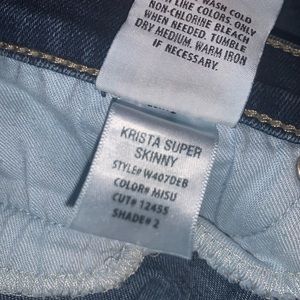 WASH COLD
LIKE COLORS. ONLY
NON-CHLORINE BLEACH
WHEN NEEDED. TUMBLE
DRY MEDIUM. WARM IRON
IF NEEDED.
KRISTA SUPER
SKINNY
STYLE# W407DEB
COLOR# MISU
CUT# 12455
SHADE# 2